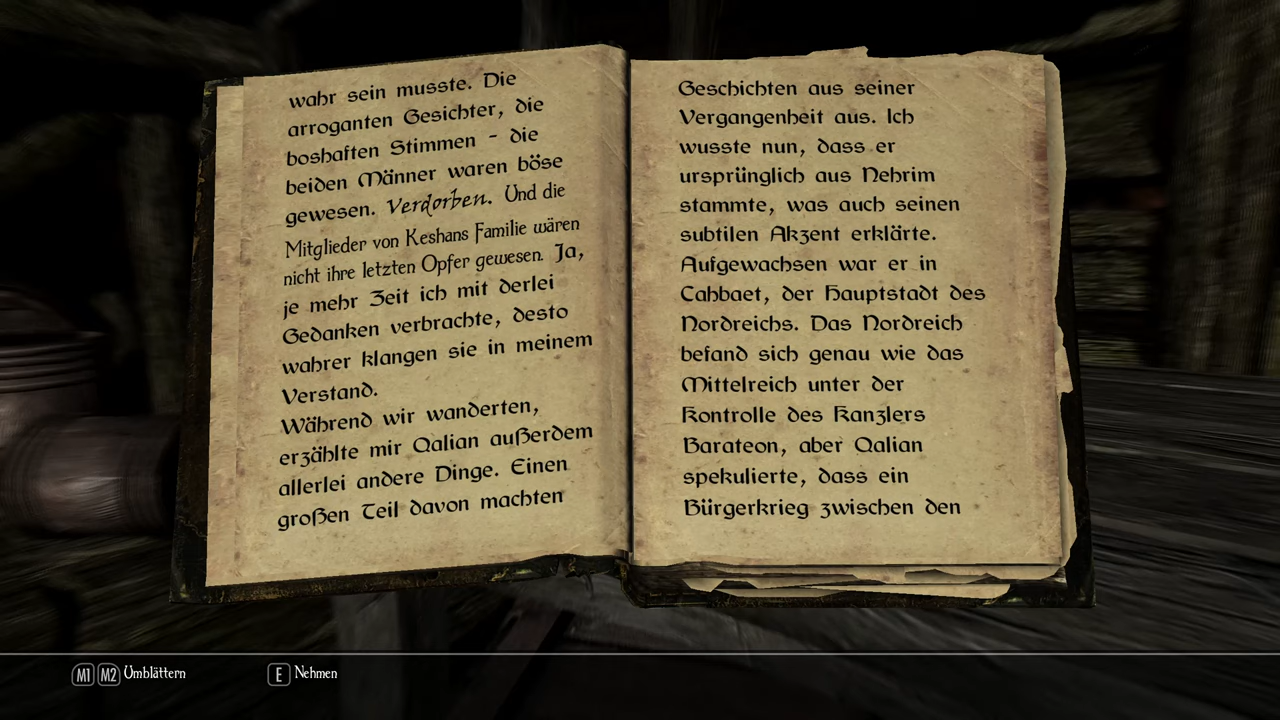 wahr sein musste. Die
arroganten Gesichter, die
boshaften Stimmen - die
beiden Männer waren böse
gewesen. Verdorben. Und die
Mitglieder von Keshans Familie wären
nicht ihre letzten Opfer gewesen. Ja,
je mehr Zeit ich mit derlei
Gedanken verbrachte, desto
wahrer klangen sie in meinem
Verstand.
Während wir wanderten,
erzählte mir Qalian außerdem
allerlei andere Dinge. Einen
großen Teil davon machten
Geschichten aus seiner
Vergangenheit aus. Ich
wusste nun, dass er
ursprünglich aus Nehrim
stammte, was auch seinen
subtilen Akzent erklärte.
Aufgewachsen war er in
Cahbaet, der Hauptstadt des
Nordreichs. Das Nordreich
befand sich genau wie das
Mittelreich unter der
Kontrolle des Kanzlers
Barateon, aber Qalian
spekulierte, dass ein
Bürgerkrieg zwischen den
M1 M2 Umblättern
E Nehmen